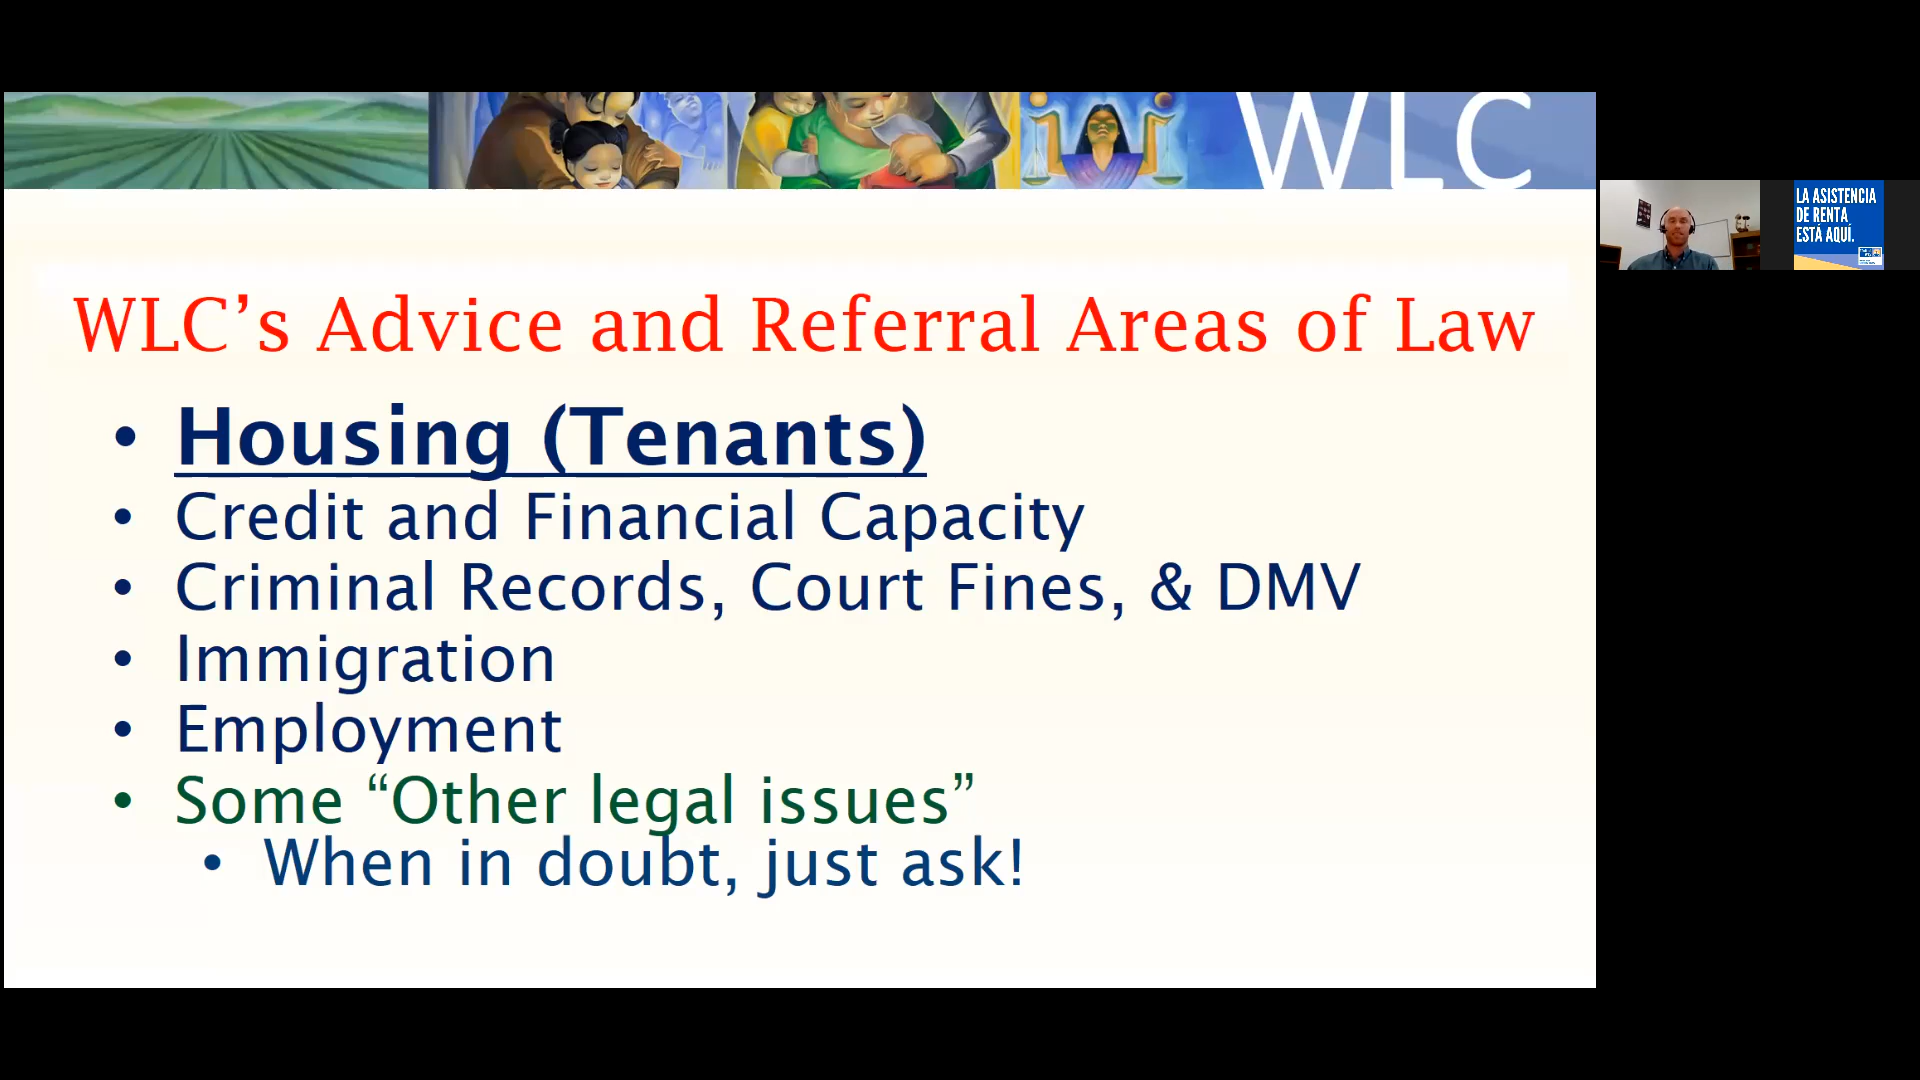 WLC
WLC’s Advice and Referral Areas of Law
• Housing (Tenants)
• Credit and Financial Capacity
• Criminal Records, Court Fines, & DMV
• Immigration
• Employment
• Some “Other legal issues”
• When in doubt, just ask!
LA ASISTENCIA
DE RENTA
ESTÁ AQUÍ.